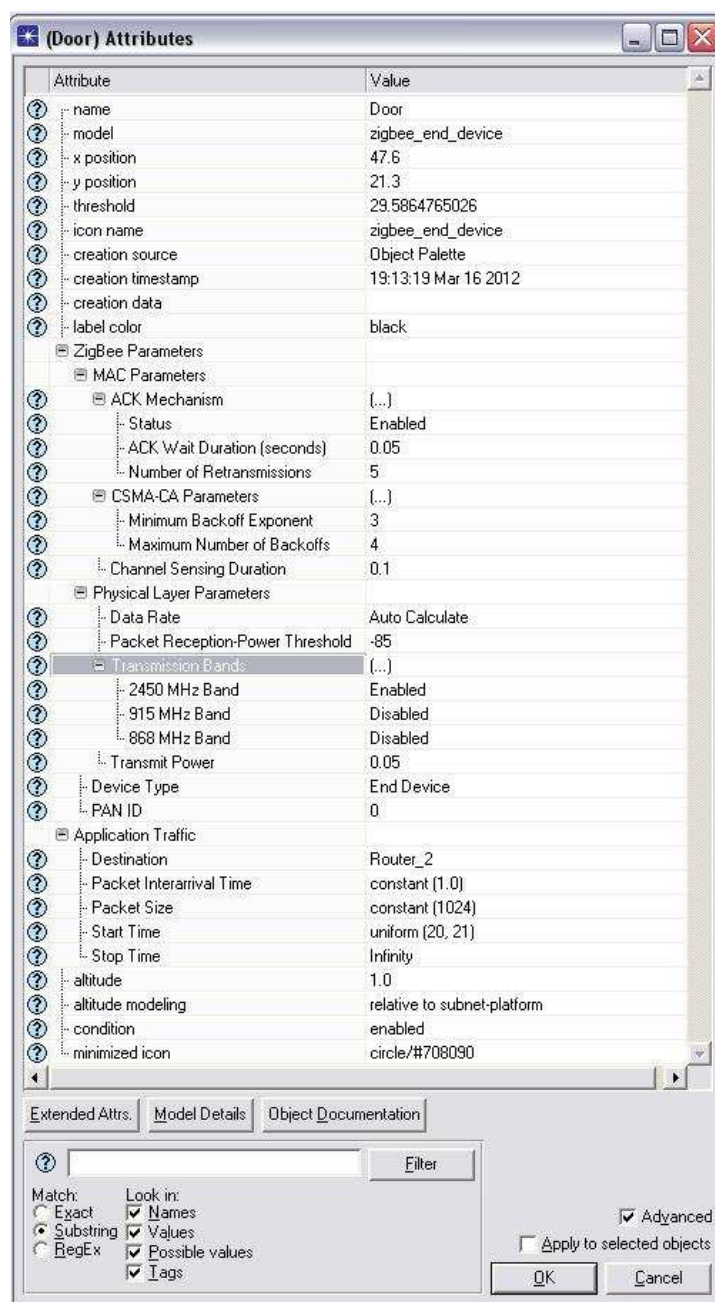 (Door) Attributes
Attribute Value
name Door
model zigbee_end_device
x position 47.6
y position 21.3
threshold 29.5864765026
icon name zigbee_end_device
creation source Object Palette
creation timestamp 19:13:19 Mar 16 2012
creation data
label color black
ZigBee Parameters
MAC Parameters
ACK Mechanism (...)
Status Enabled
ACK Wait Duration (seconds) 0.05
Number of Retransmissions 5
CSMA-CA Parameters (...)
Minimum Backoff Exponent 3
Maximum Number of Backoffs 4
Channel Sensing Duration 0.1
Physical Layer Parameters
Data Rate Auto Calculate
Packet Reception-Power Threshold -85
Transmission Bands (...)
2450 MHz Band Enabled
915 MHz Band Disabled
868 MHz Band Disabled
Transmit Power 0.05
Device Type End Device
PAN ID 0
Application Traffic
Destination Router_2
Packet Interarrival Time constant (1.0)
Packet Size constant (1024)
Start Time uniform (20, 21)
Stop Time Infinity
altitude 1.0
altitude modeling relative to subnet-platform
condition enabled
minimized icon circle/#708090
Extended Attrs. Model Details Object Documentation
Filter
Match: Look in:
Exact Names
Substring Values
RegEx Possible values
Tags
Advanced
Apply to selected objects
OK Cancel